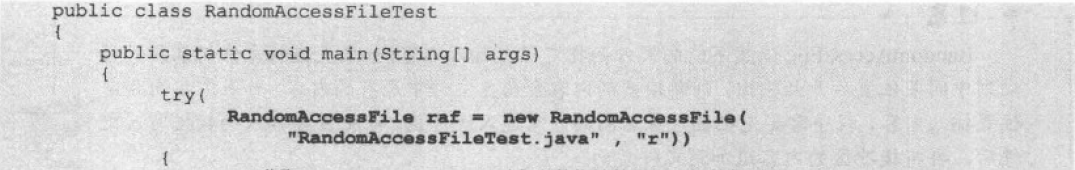 public class RandomAccessFileTest
{
public static void main(String[] args)
{
try(
RandomAccessFile raf = new RandomAccessFile(
"RandomAccessFileTest.java" , "r"))
{